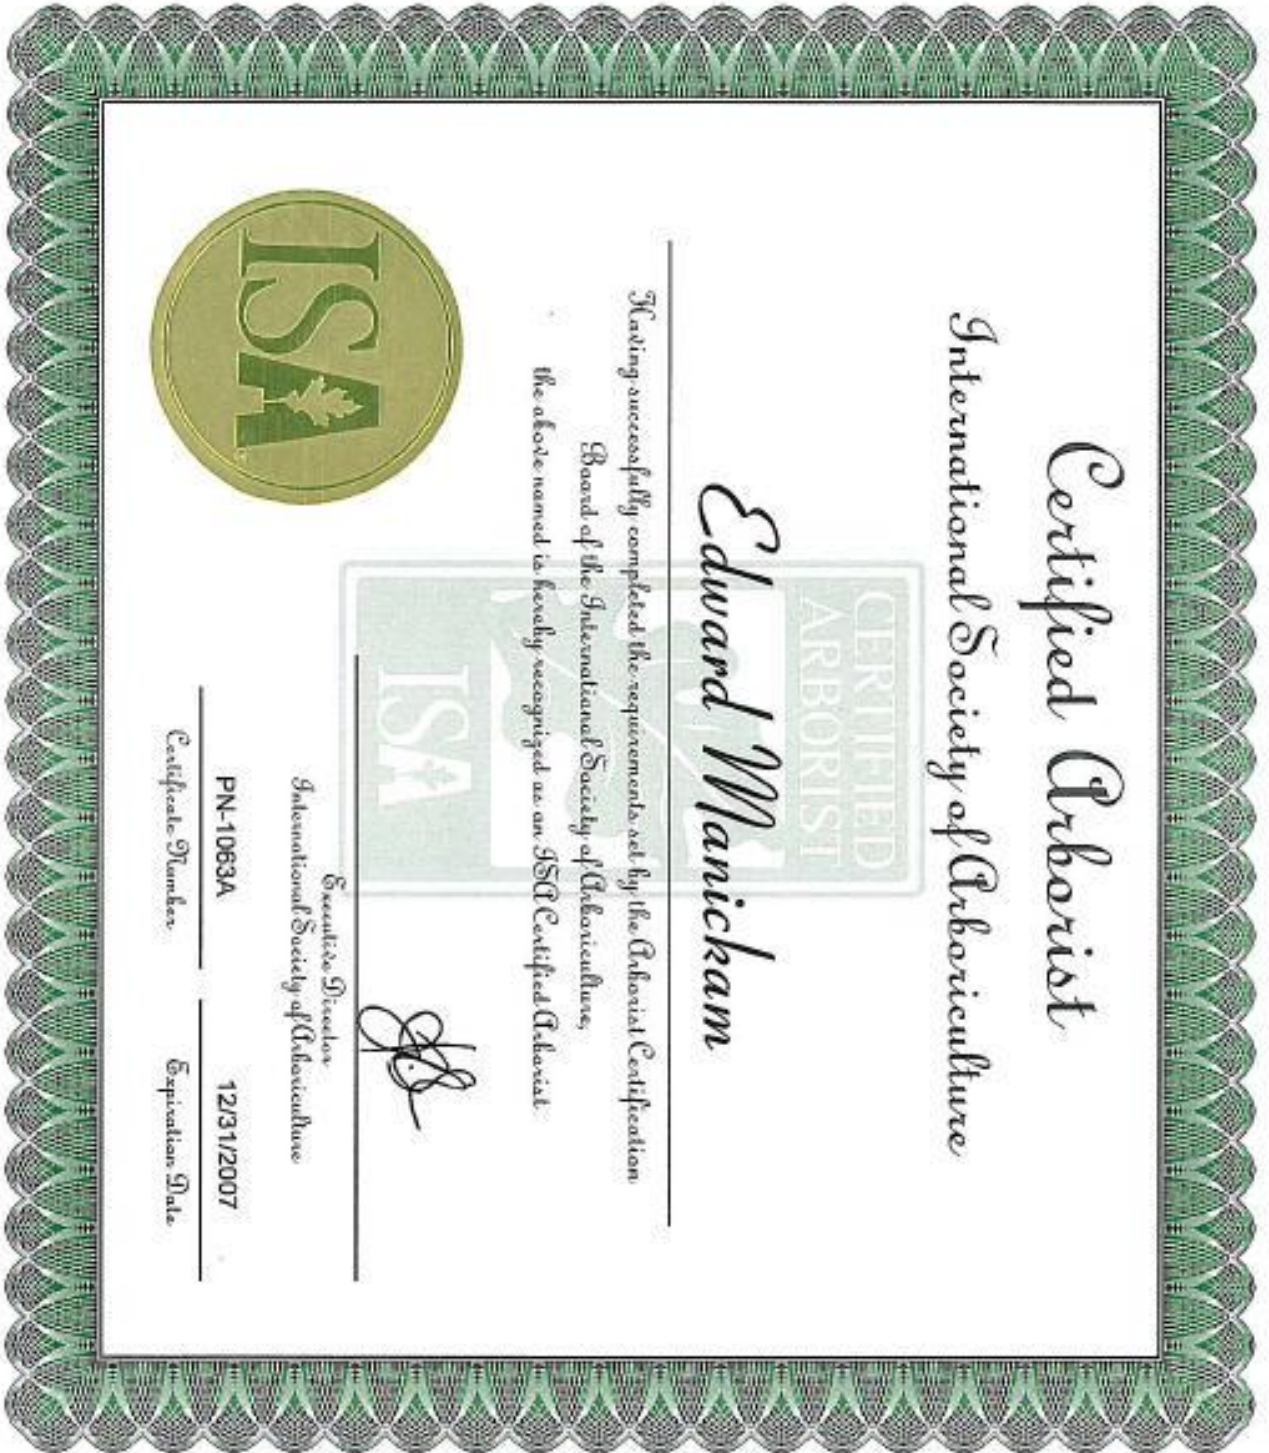 Certified Arborist
International Society of Arboriculture
CERTIFIED
ARBORIST
Edward Manickam
Having successfully completed the requirements set by the Arborist Certification
Board of the International Society of Arboriculture,
the above named is hereby recognized as an ISA Certified Arborist
ISA
ISA
Executive Director
International Society of Arboriculture
PN-1063A
12/31/2007
Certificate Number
Expiration Date